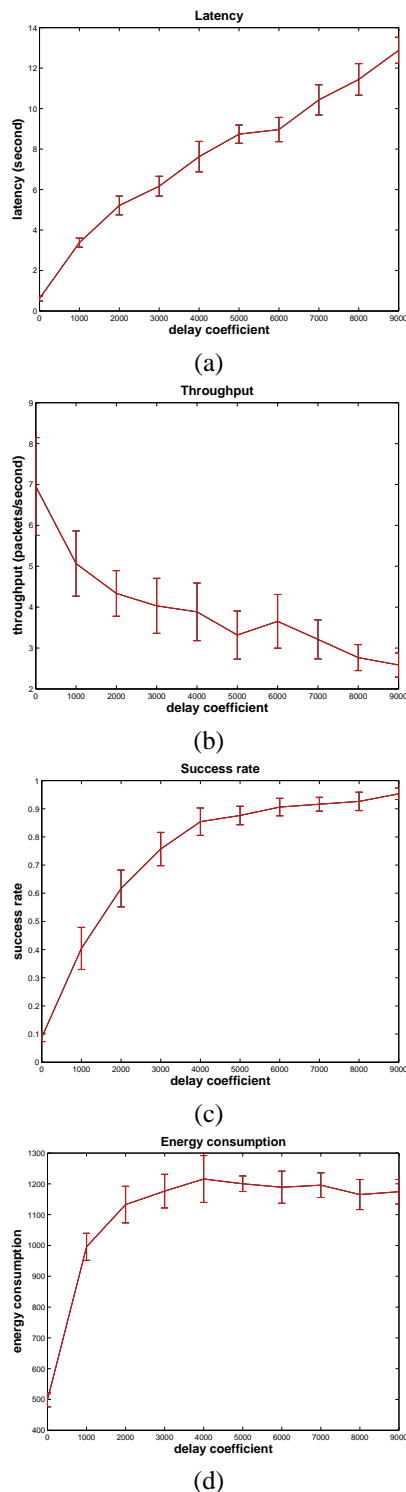 Latency
14
12
10
8
6
4
2
0
latency (second)
0 1000 2000 3000 4000 5000 6000 7000 8000 9000
delay coefficient
(a)
Throughput
9
8
7
6
5
4
3
2
throughput (packets/second)
0 1000 2000 3000 4000 5000 6000 7000 8000 9000
delay coefficient
(b)
Success rate
1
0.9
0.8
0.7
0.6
0.5
0.4
0.3
0.2
0.1
0
success rate
0 1000 2000 3000 4000 5000 6000 7000 8000 9000
delay coefficient
(c)
Energy consumption
1300
1200
1100
1000
900
800
700
600
500
400
energy consumption
0 1000 2000 3000 4000 5000 6000 7000 8000 9000
delay coefficient
(d)